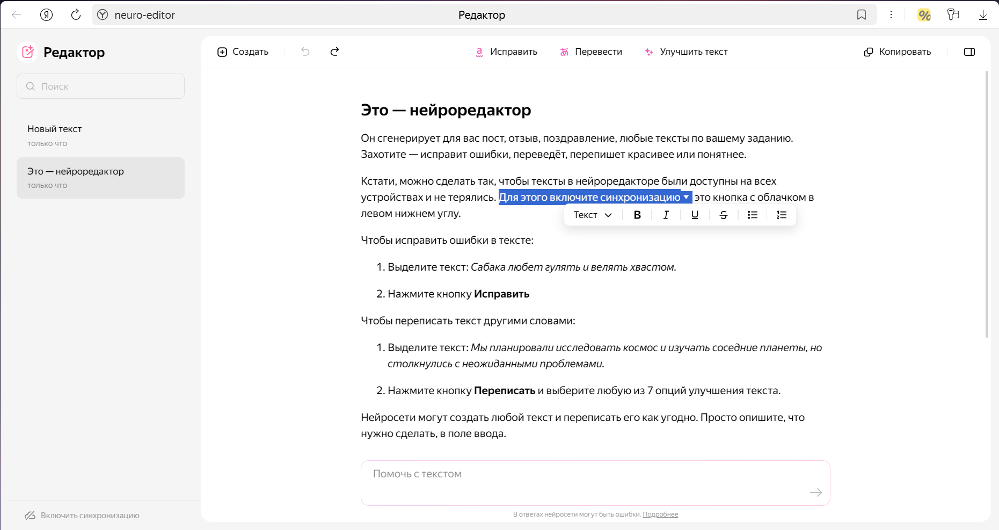 neuro-editor
Редактор
Редактор
Поиск
Новый текст
только что
Это — нейроредактор
только что
Включить синхронизацию
Создать
Исправить
Перевести
Улучшить текст
Копировать
Это — нейроредактор
Он сгенерирует для вас пост, отзыв, поздравление, любые тексты по вашему заданию.
Захотите — исправит ошибки, переведёт, перепишет красивее или понятнее.
Кстати, можно сделать так, чтобы тексты в нейроредакторе были доступны на всех
устройствах и не терялись. Для этого включите синхронизацию это кнопка с облачком в
левом нижнем углу.
Текст B I U S
Чтобы исправить ошибки в тексте:
1. Выделите текст: Сабака любет гулять и велять хвастом.
2. Нажмите кнопку Исправить
Чтобы переписать текст другими словами:
1. Выделите текст: Мы планировали исследовать космос и изучать соседние планеты, но
столкнулись с неожиданными проблемами.
2. Нажмите кнопку Переписать и выберите любую из 7 опций улучшения текста.
Нейросети могут создать любой текст и переписать его как угодно. Просто опишите, что
нужно сделать, в поле ввода.
Помочь с текстом
В ответах нейросети могут быть ошибки. Подробнее